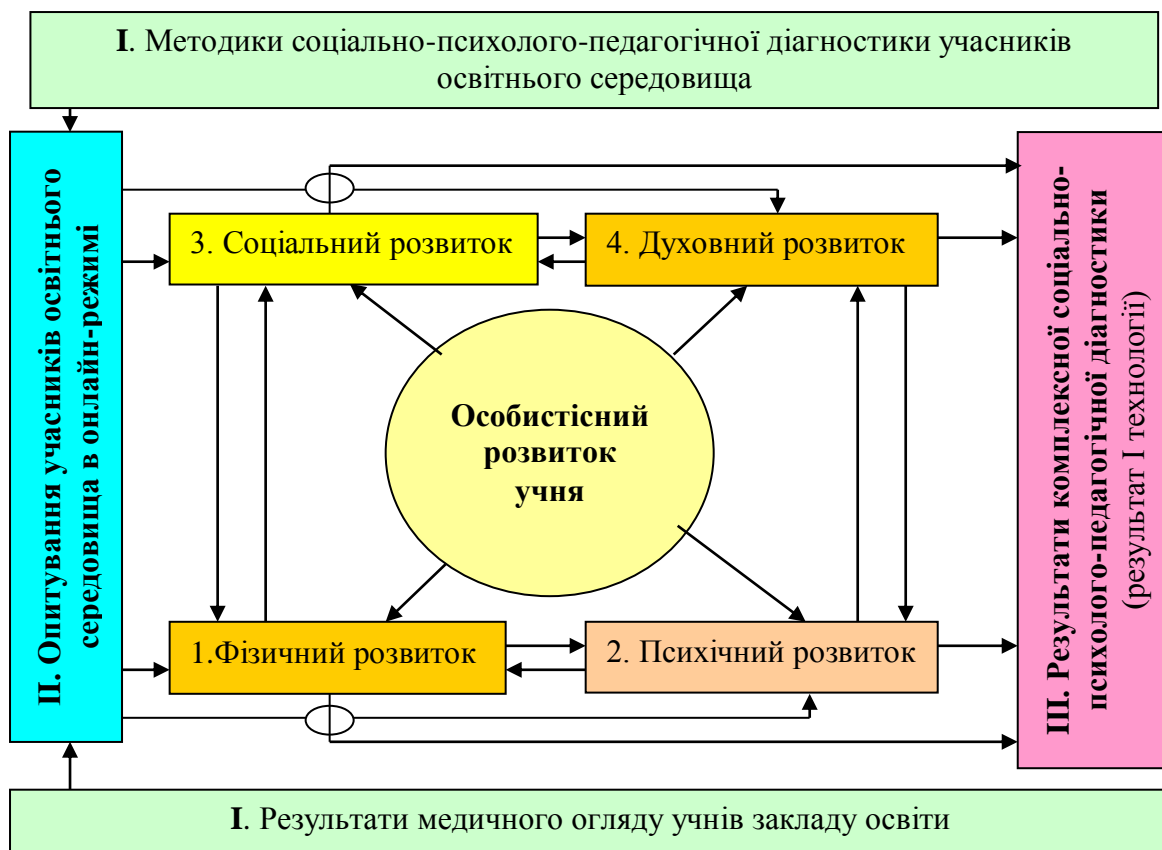 I. Методики соціально-психолого-педагогічної діагностики учасників
освітнього середовища
II. Опитування учасників освітнього
середовища в онлайн-режимі
3. Соціальний розвиток
4. Духовний розвиток
Особистісний
розвиток
учня
1.Фізичний розвиток
2. Психічний розвиток
III. Результати комплексної соціально-
психолого-педагогічної діагностики
(результат І технології)
I. Результати медичного огляду учнів закладу освіти